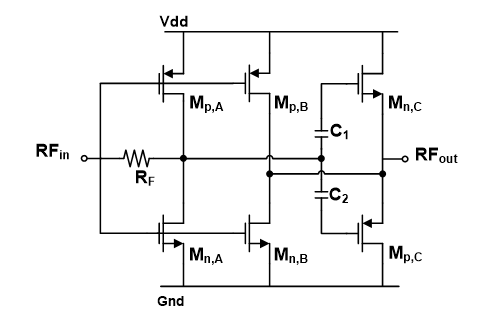 Vdd
Mp,A
Mp,B
Mn,C
C1
RFin
RF
RFout
C2
Mn,A
Mn,B
Mp,C
Gnd